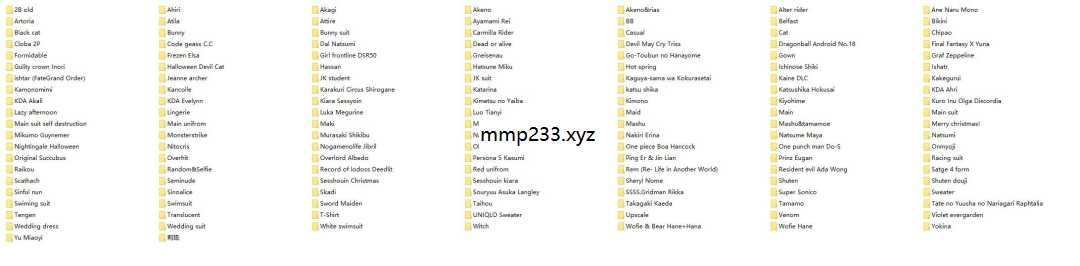 2B old Ahiri Akagi Akeno Akeno&rias Alter rider Ane Naru Mono
Artoria Atila Attire Ayamami Rei BB Belfast Bikini
Black cat Bunny Bunny suit Carmilla Rider Casual Cat Chipao
Cloba 2P Code geass C.C Dal Natsumi Dead or alive Devil May Cry Triss Dragonball Android No.18 Final Fantasy X Yuna
Formidable Frezen Elsa Girl frontline DSR50 Gneisenau Go-Toubun no Hanayome Gown Graf Zeppeline
Guilty crown Inori Halloween Devil Cat Hassan Hatsune Miku Hot spring Ichinose Shiki Ishatr
ishtar (FateGrand Order) Jeanne archer JK student JK suit Kaguya-sama wa Kokurasetai Kaine DLC Kakegurui
Kamonomimi Kancolle Karakuri Circus Shirogane Katarina katsu shika Katsushika Hokusai KDA Ahri
KDA Akali KDA Evelynn Kiara Sessyoin Kimetsu no Yaiba Kimono Kiyohime Kuro Inu Olga Discordia
Lazy afternoon Lingerie Luka Megurine Luo Tianyi Maid Main Main suit
Main suit self destruction Main unifrom Maki M Mashu Mashu&tamamoe Merry christmas!
Mikumo Guynemer Monsterstrike Murasaki Shikibu Nakiri Erina Natsume Maya Natsumi
Nightingale Halloween Nitocris Nogamenolife Jibril One piece Boa Hancock One punch man Do-S Onmyoji
mmp233.xyz
Original Succubus Overhit Overlord Albedo Persona 5 Kasumi Ping Er & Jin Lian Prinz Eugan Racing suit
Raikou Random&Selfie Record of lodoss Deedlit Red unifrom Rem (Re- Life in Another World) Resident evil Ada Wong Satge 4 form
Scathach Seminude Sesshouin Christmas Sesshouin kiara Sheryl Nome Shuten Shuten douji
Sinful nun Sinoalice Skadi Souryuu Asuka Langley SSSS.Gridman Rikka Super Sonico Sweater
Swiming suit Swimsuit Sword Maiden Taihou Takagaki Kaede Tamamo Tate no Yuusha no Nariagari Raphtalia
Tengen Translucent T-Shirt UNIQLO Sweater Upscale Venom Violet evergarden
Wedding dress Wedding suit White swimsuit Witch Wofie & Bear Hane+Hana Wofie Hane Yokina
Yu Miaoyi